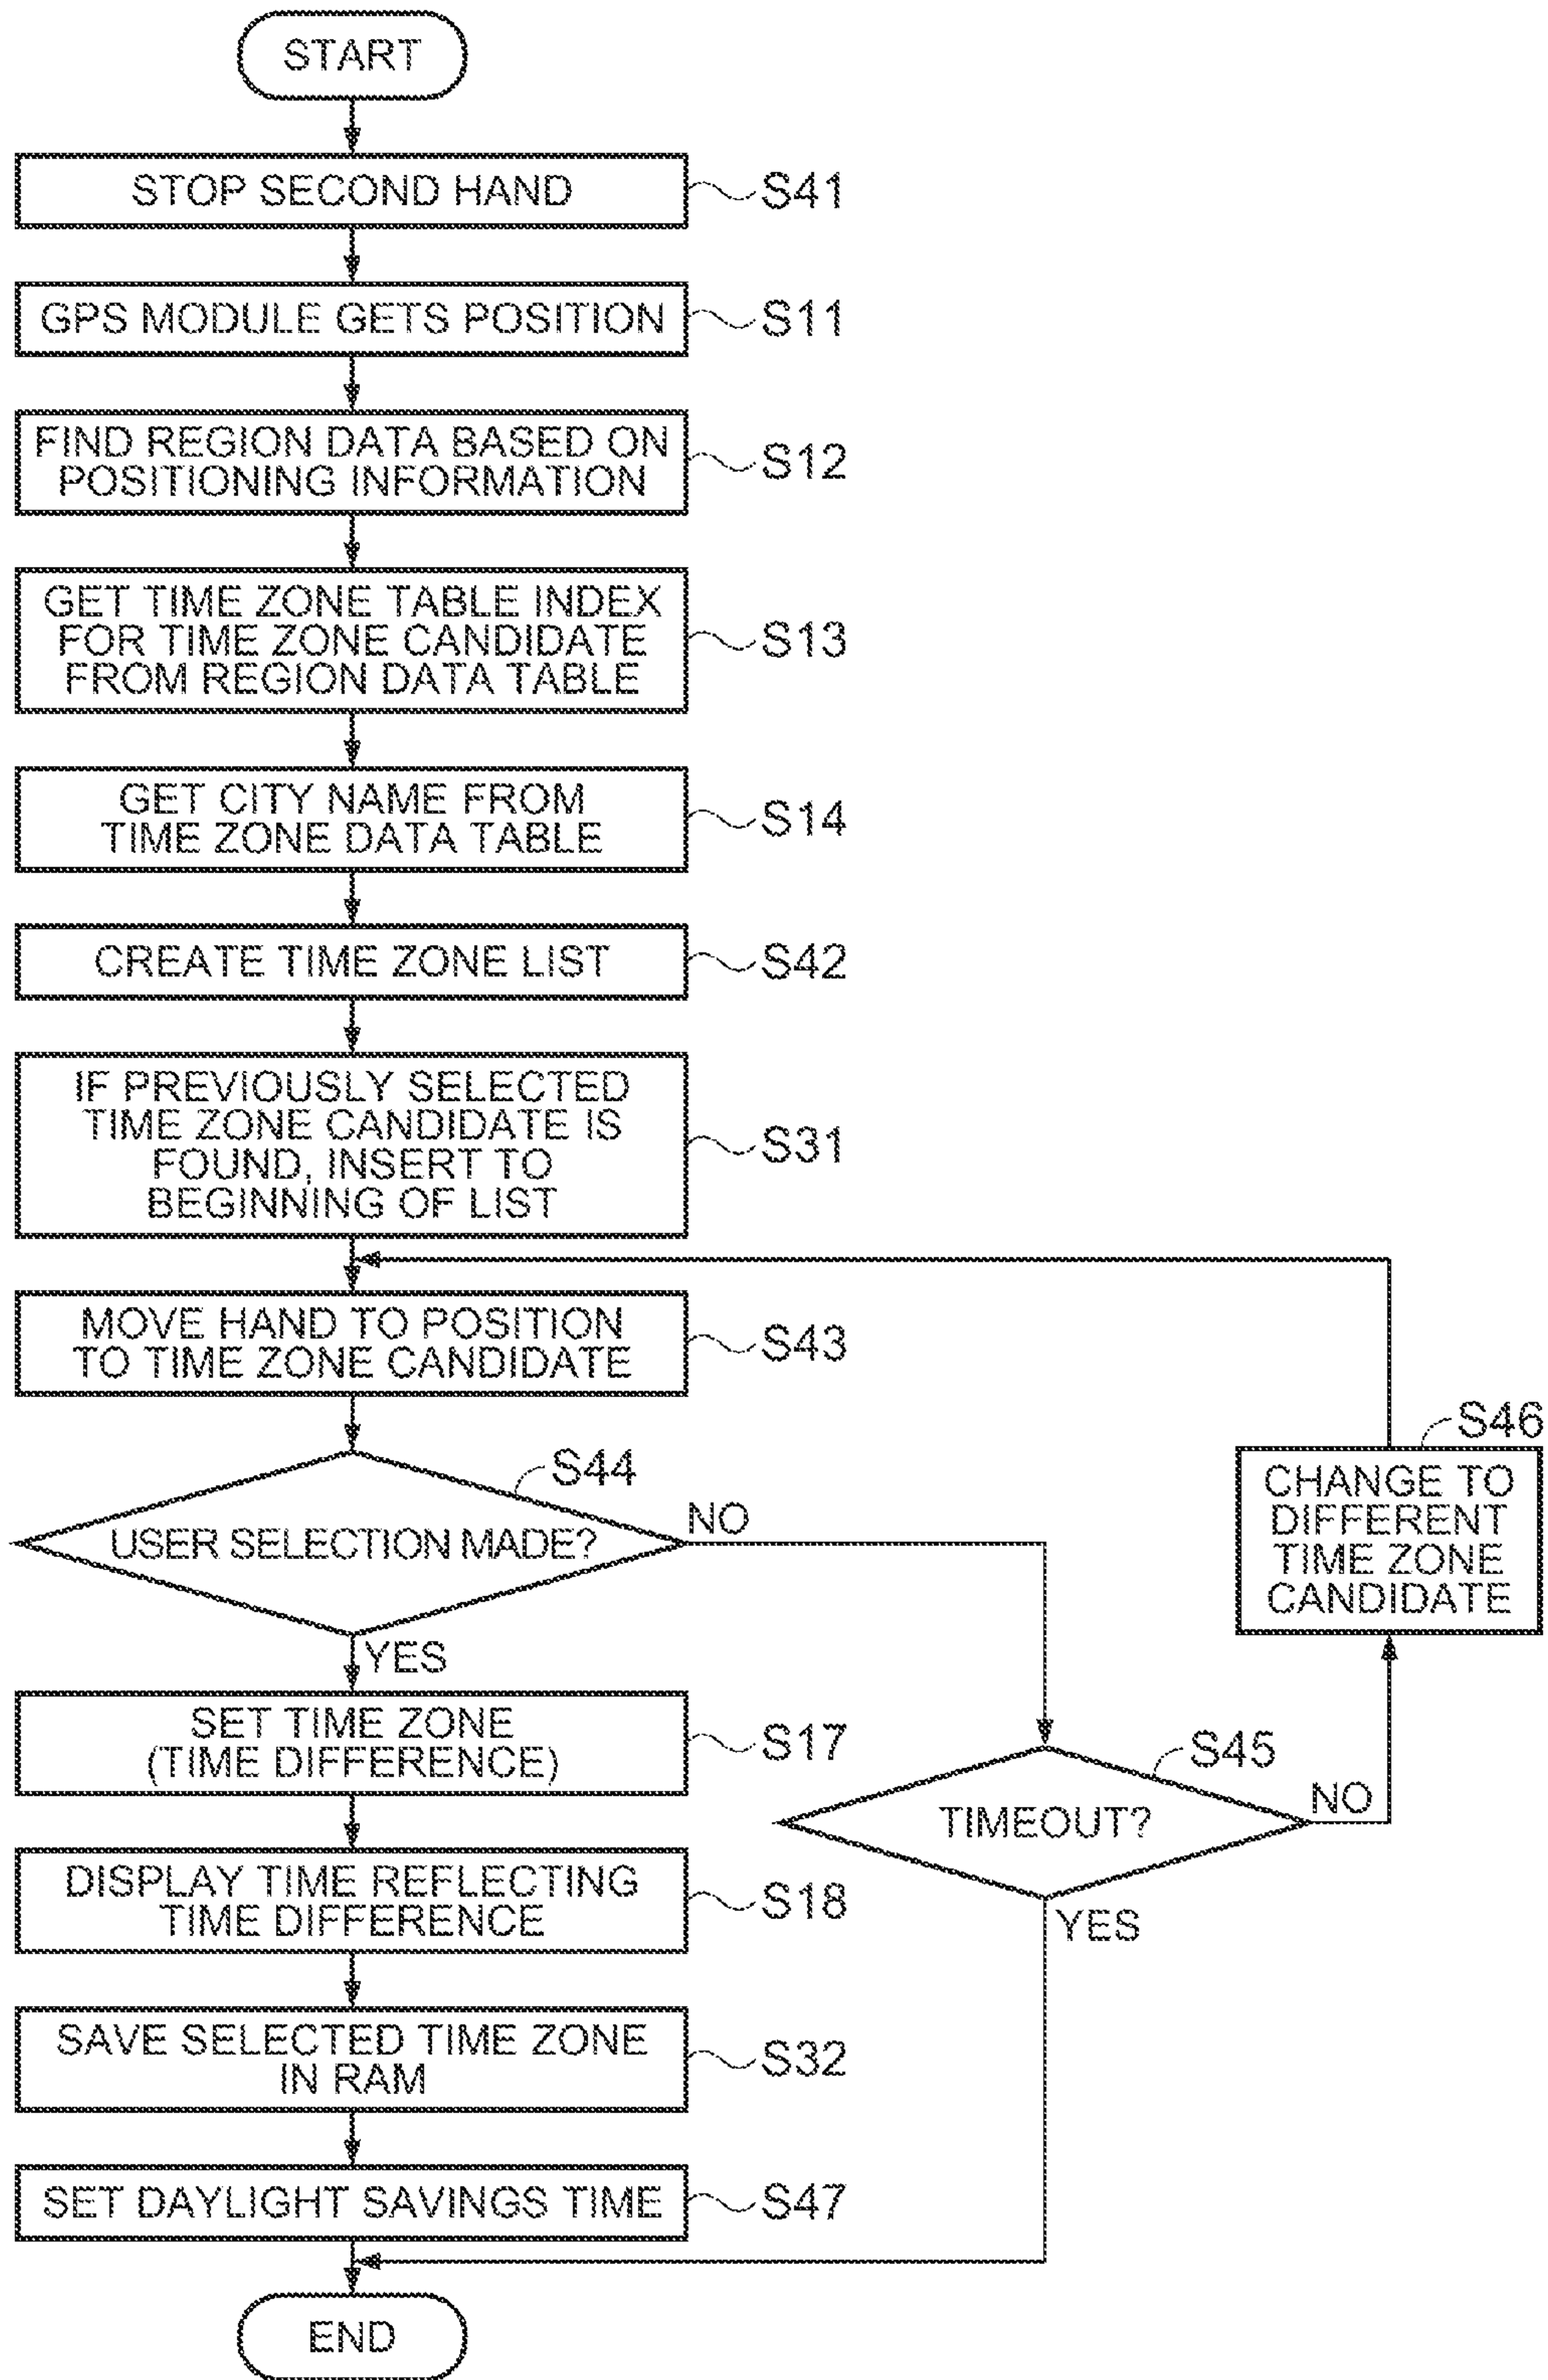 START
STOP SECOND HAND
S41
GPS MODULE GETS POSITION
S11
FIND REGION DATA BASED ON
POSITIONING INFORMATION
S12
GET TIME ZONE TABLE INDEX
FOR TIME ZONE CANDIDATE
FROM REGION DATA TABLE
S13
GET CITY NAME FROM
TIME ZONE DATA TABLE
S14
CREATE TIME ZONE LIST
S42
IF PREVIOUSLY SELECTED
TIME ZONE CANDIDATE IS
FOUND, INSERT TO
BEGINNING OF LIST
S31
MOVE HAND TO POSITION
TO TIME ZONE CANDIDATE
S43
S44
USER SELECTION MADE?
NO
YES
S46
CHANGE TO
DIFFERENT
TIME ZONE
CANDIDATE
SET TIME ZONE
(TIME DIFFERENCE)
S17
S45
TIMEOUT?
NO
YES
DISPLAY TIME REFLECTING
TIME DIFFERENCE
S18
SAVE SELECTED TIME ZONE
IN RAM
S32
SET DAYLIGHT SAVINGS TIME
S47
END